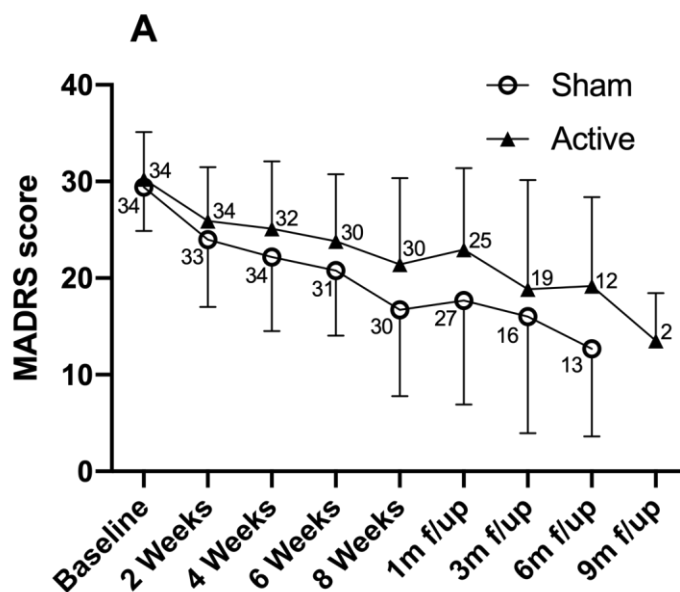 A
40
30
20
10
0
MADRS score
Sham
Active
34 34 32 30 30 25 19 12 2
34 33 34 31 30 27 16 13
Baseline
2 Weeks
4 Weeks
6 Weeks
8 Weeks
1m f/up
3m f/up
6m f/up
9m f/up